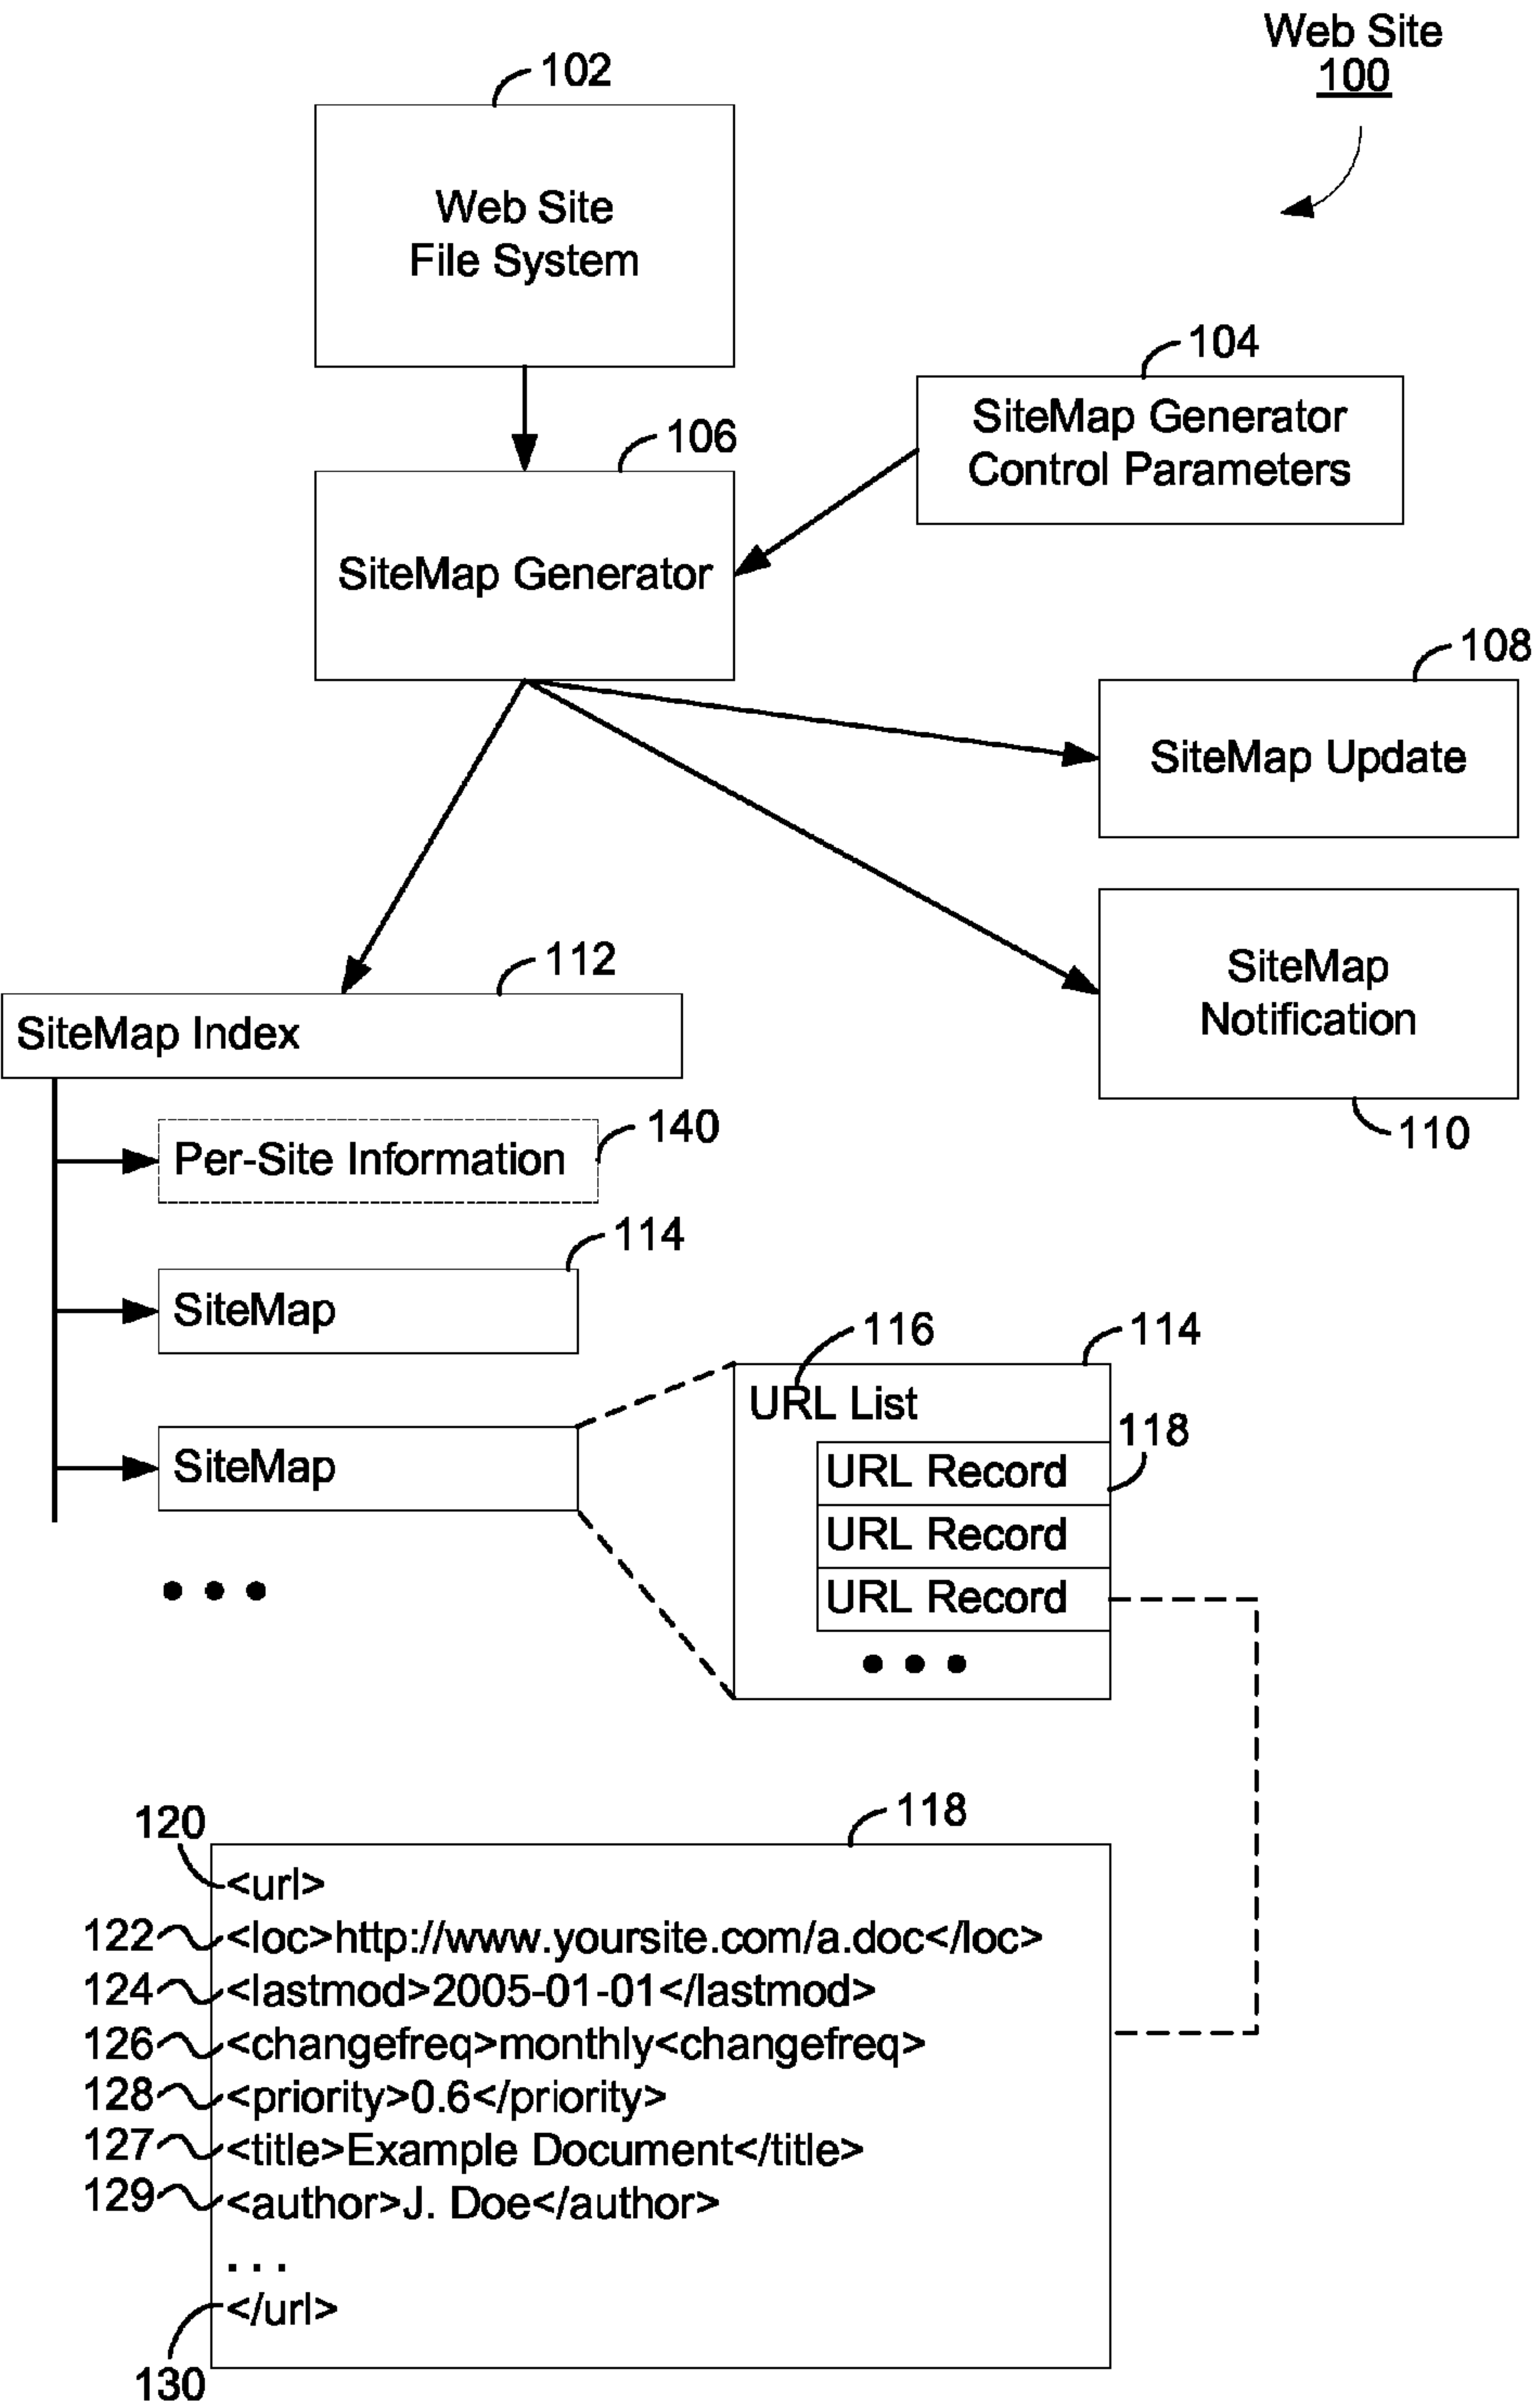 Web Site
100
102
Web Site
File System
104
SiteMap Generator
Control Parameters
106
SiteMap Generator
108
SiteMap Update
SiteMap
Notification
110
112
SiteMap Index
140
Per-Site Information
114
SiteMap
SiteMap
• • •
116
114
URL List
118
URL Record
URL Record
URL Record
• • •
118
120
<url>
122
<loc>http://www.yoursite.com/a.doc</loc>
124
<lastmod>2005-01-01</lastmod>
126
<changefreq>monthly<changefreq>
128
<priority>0.6</priority>
127
<title>Example Document</title>
129
<author>J. Doe</author>
. . .
</url>
130